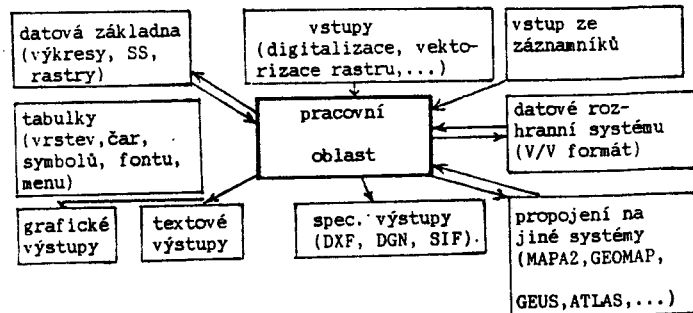 datová základna
(výkresy, SS,
rastry)
vstupy
(digitalizace, vekto-
rizace rastru,...)
vstup ze
záznamníků
tabulky
(vrstev,čar,
symbolů, fontu,
menu)
pracovní
oblast
datové roz-
hranní systému
(V/V formát)
grafické
výstupy
textové
výstupy
spec. výstupy
(DXF, DGN, SIF).
propojení na
jiné systémy
(MAPA2,GEOMAP,
GEUS,ATLAS,...)